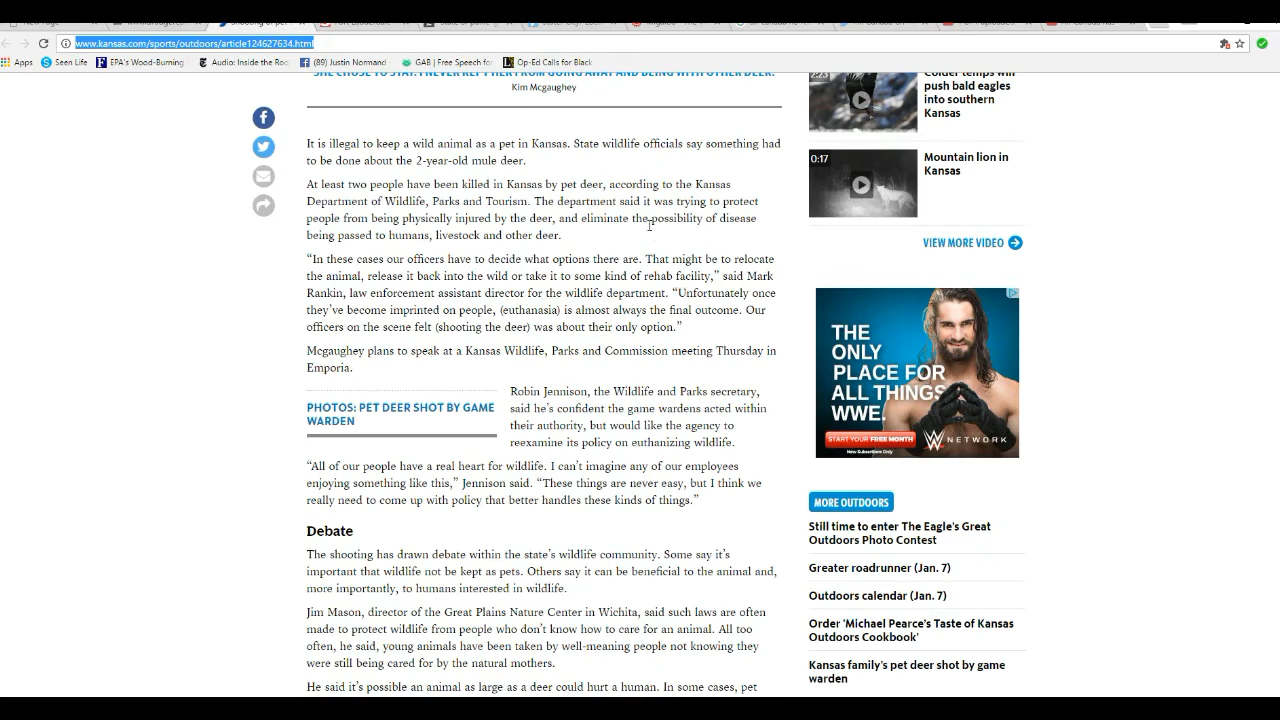 www.kansas.com/sports/outdoors/article124627634.html
Apps
Seen Life
EPA's Wood-Burning
Audio: Inside the Roo
(89) Justin Normand
GAB | Free Speech for
Op-Ed Calls for Black
SHE CHOSE TO STAY. I NEVER KEPT HER FROM GOING AWAY AND BEING WITH OTHER DEER.
Kim Mcgaughey
It is illegal to keep a wild animal as a pet in Kansas. State wildlife officials say something had
to be done about the 2-year-old mule deer.
At least two people have been killed in Kansas by pet deer, according to the Kansas
Department of Wildlife, Parks and Tourism. The department said it was trying to protect
people from being physically injured by the deer, and eliminate the possibility of disease
being passed to humans, livestock and other deer.
“In these cases our officers have to decide what options there are. That might be to relocate
the animal, release it back into the wild or take it to some kind of rehab facility,” said Mark
Rankin, law enforcement assistant director for the wildlife department. “Unfortunately once
they’ve become imprinted on people, (euthanasia) is almost always the final outcome. Our
officers on the scene felt (shooting the deer) was about their only option.”
Mcgaughey plans to speak at a Kansas Wildlife, Parks and Commission meeting Thursday in
Emporia.
PHOTOS: PET DEER SHOT BY GAME
WARDEN
Robin Jennison, the Wildlife and Parks secretary,
said he’s confident the game wardens acted within
their authority, but would like the agency to
reexamine its policy on euthanizing wildlife.
“All of our people have a real heart for wildlife. I can’t imagine any of our employees
enjoying something like this,” Jennison said. “These things are never easy, but I think we
really need to come up with policy that better handles these kinds of things.”
Debate
The shooting has drawn debate within the state’s wildlife community. Some say it’s
important that wildlife not be kept as pets. Others say it can be beneficial to the animal and,
more importantly, to humans interested in wildlife.
Jim Mason, director of the Great Plains Nature Center in Wichita, said such laws are often
made to protect wildlife from people who don’t know how to care for an animal. All too
often, he said, young animals have been taken by well-meaning people not knowing they
were still being cared for by the natural mothers.
He said it’s possible an animal as large as a deer could hurt a human. In some cases, pet
2:23
Colder temps will
push bald eagles
into southern
Kansas
0:17
Mountain lion in
Kansas
VIEW MORE VIDEO
THE
ONLY
PLACE FOR
ALL THINGS
WWE.
START YOUR FREE MONTH
New Subscribers Only
NETWORK
MORE OUTDOORS
Still time to enter The Eagle's Great
Outdoors Photo Contest
Greater roadrunner (Jan. 7)
Outdoors calendar (Jan. 7)
Order 'Michael Pearce's Taste of Kansas
Outdoors Cookbook'
Kansas family's pet deer shot by game
warden